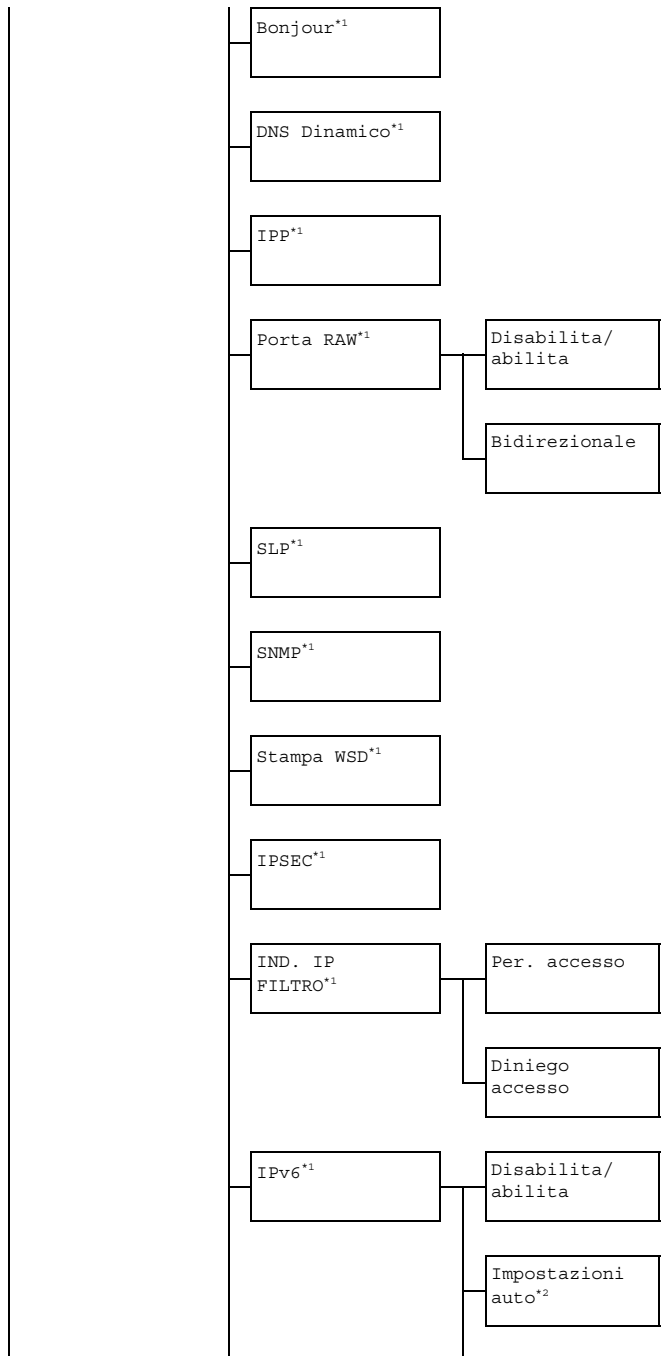 Bonjour*1
DNS Dinamico*1
IPP*1
Porta RAW*1
Disabilita/
abilita
Bidirezionale
SLP*1
SNMP*1
Stampa WSD*1
IPSEC*1
IND. IP
FILTRO*1
Per. accesso
Diniego
accesso
IPv6*1
Disabilita/
abilita
Impostazioni
auto*2